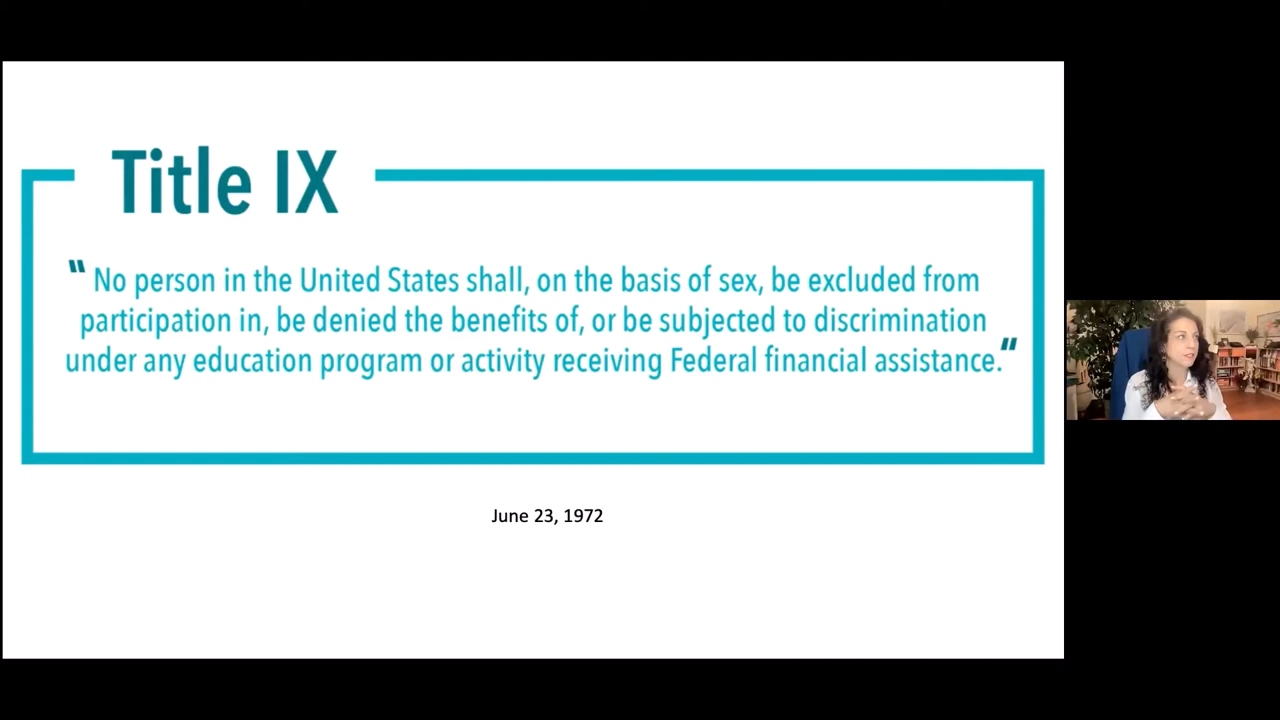 Title IX
" No person in the United States shall, on the basis of sex, be excluded from
participation in, be denied the benefits of, or be subjected to discrimination
under any education program or activity receiving Federal financial assistance."
June 23, 1972